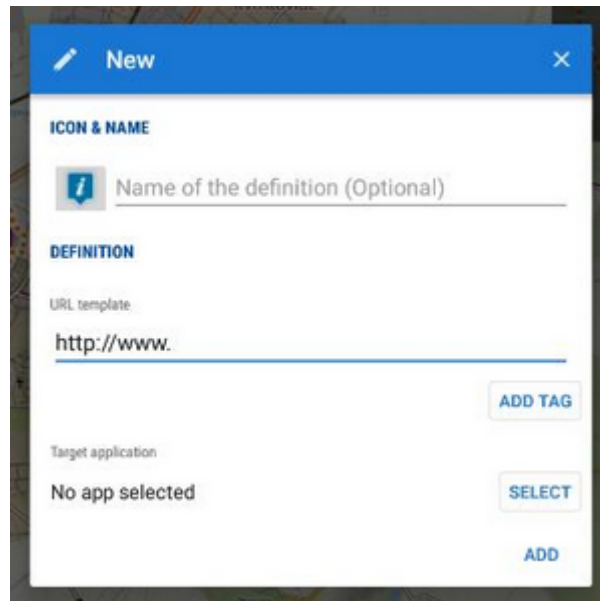 New
ICON & NAME
Name of the definition (Optional)
DEFINITION
URL template
http://www.
ADD TAG
Target application
No app selected
SELECT
ADD